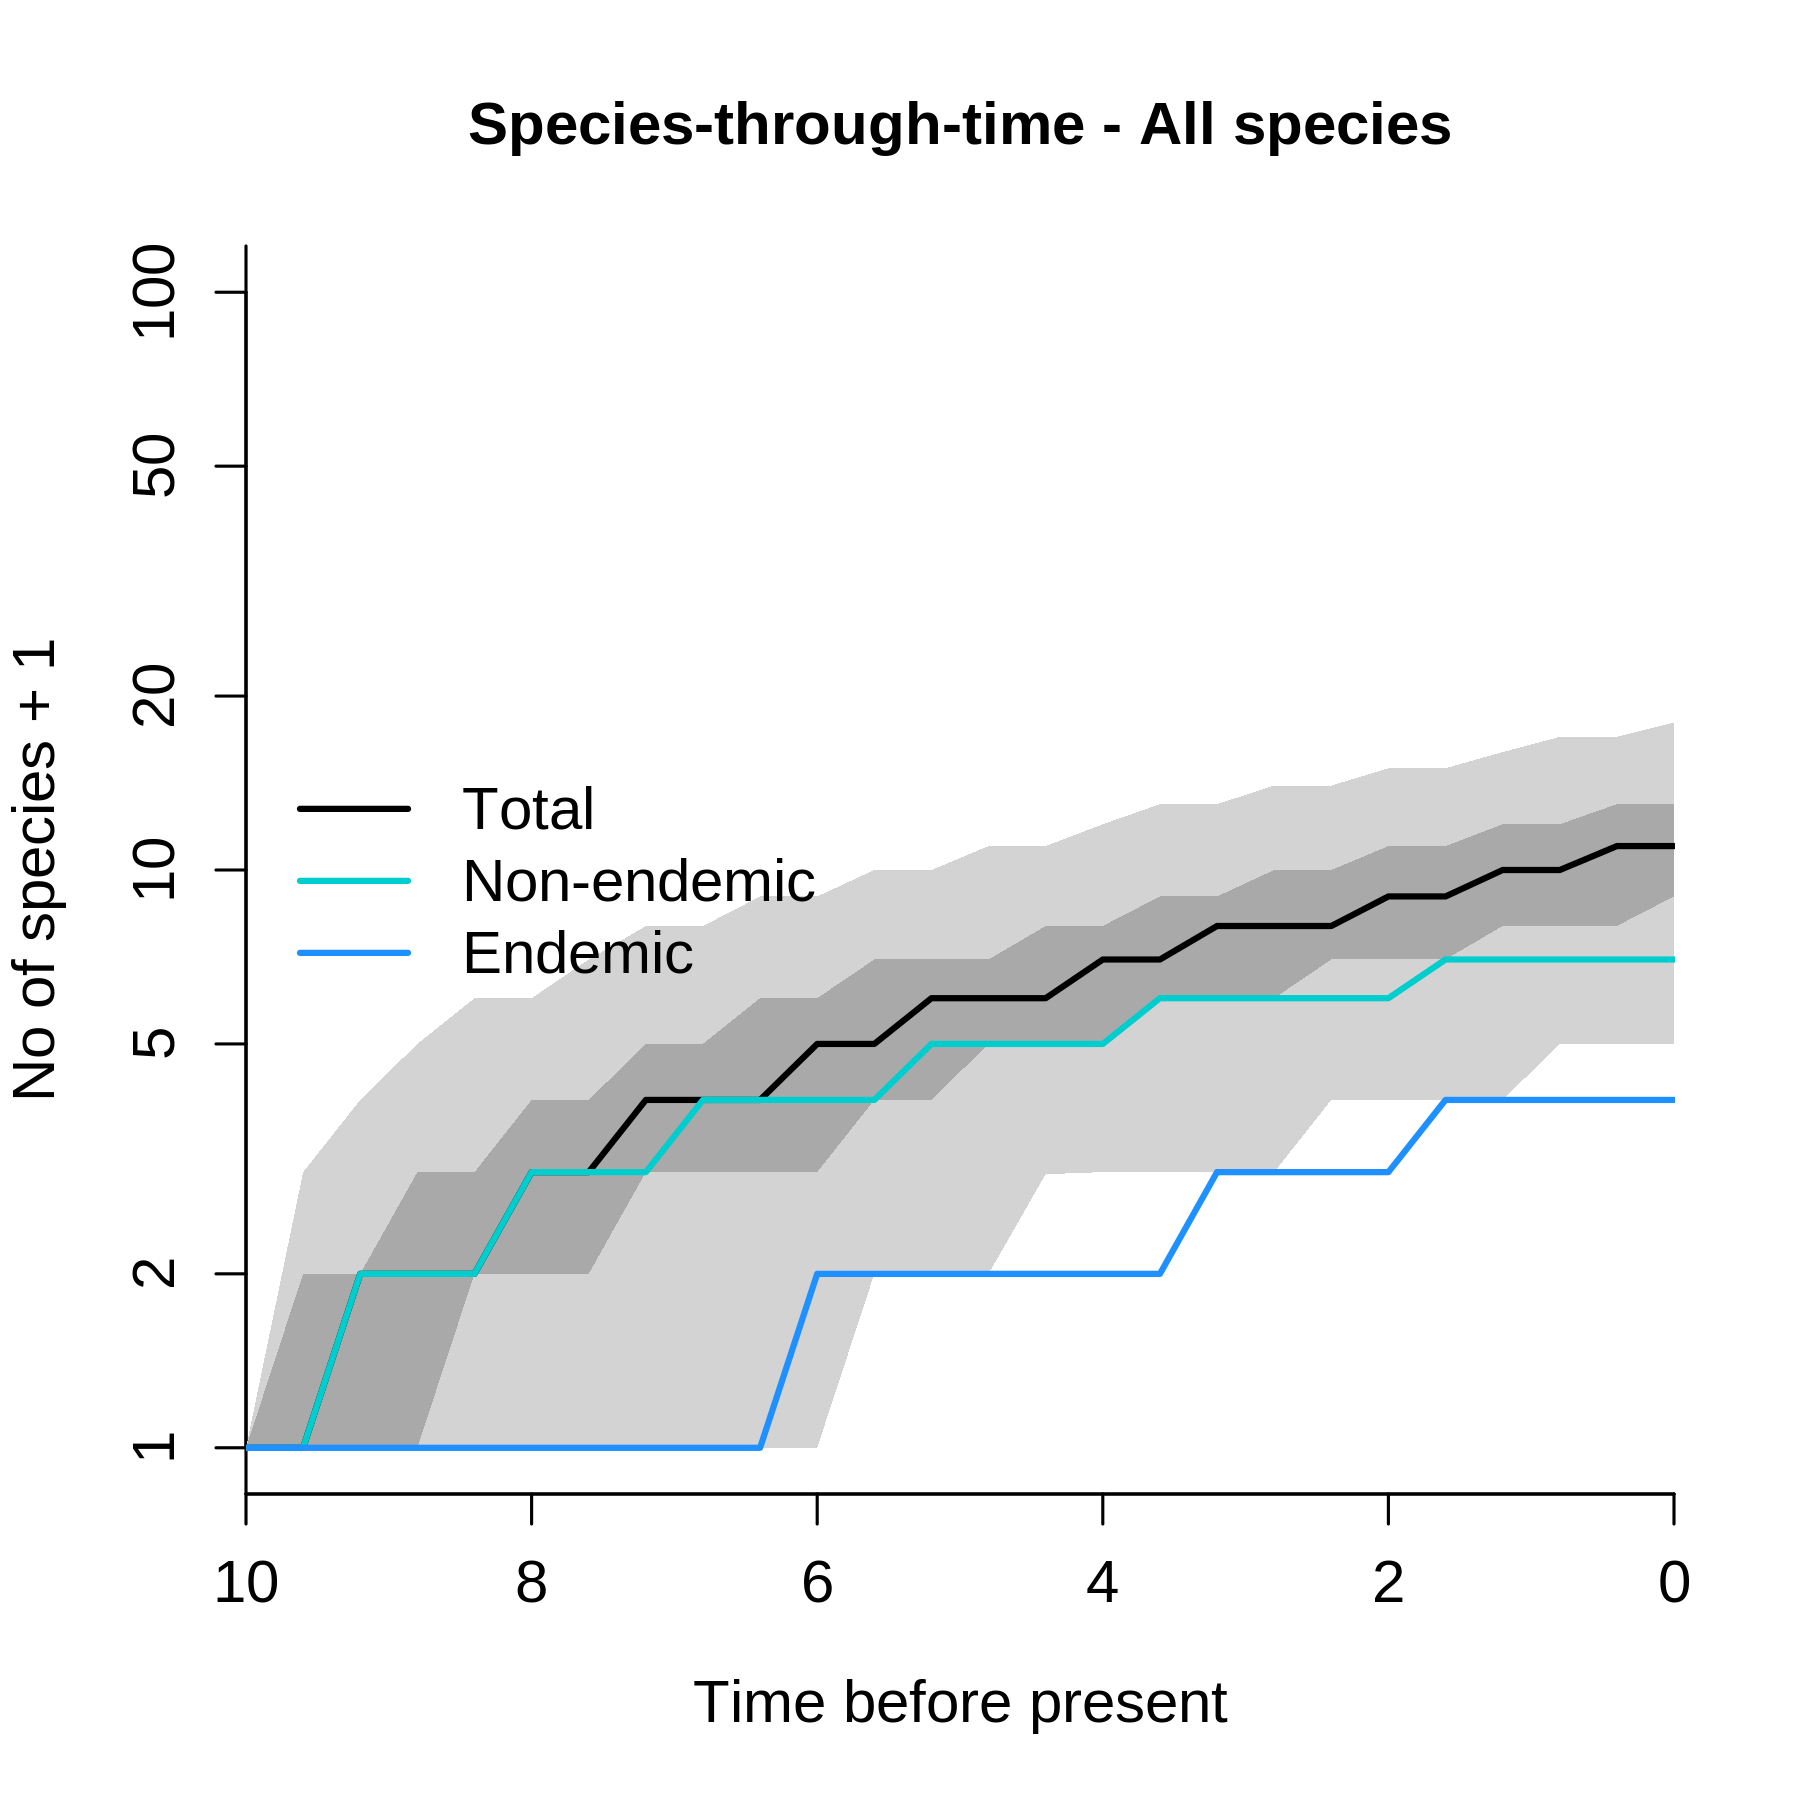 Species-through-time - All species
No of species + 1
100
50
20
10
5
2
1
Total
Non-endemic
Endemic
10 8 6 4 2 0
Time before present